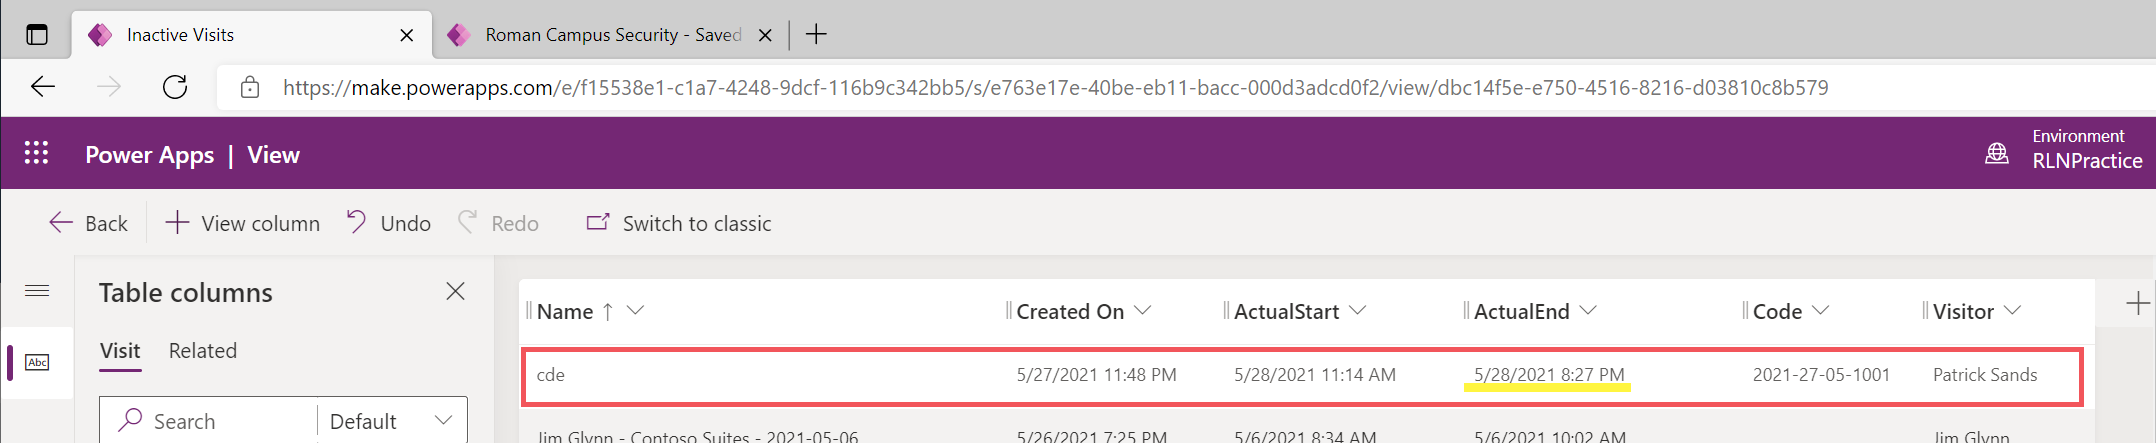 Inactive Visits
Roman Campus Security - Saved
https://make.powerapps.com/e/f15538e1-c1a7-4248-9dcf-116b9c342bb5/s/e763e17e-40be-eb11-bacc-000d3adcd0f2/view/dbc14f5e-e750-4516-8216-d03810c8b579
Power Apps | View
Environment
RLNPractice
Back
View column
Undo
Redo
Switch to classic
Table columns
Visit Related
Abc
Search
Default
Name Created On ActualStart ActualEnd Code Visitor
cde 5/27/2021 11:48 PM 5/28/2021 11:14 AM 5/28/2021 8:27 PM 2021-27-05-1001 Patrick Sands
Jim Glynn - Contoso Suites - 2021-05-06 5/26/2021 7:25 PM 5/6/2021 8:34 AM 5/6/2021 10:02 AM Jim Glynn